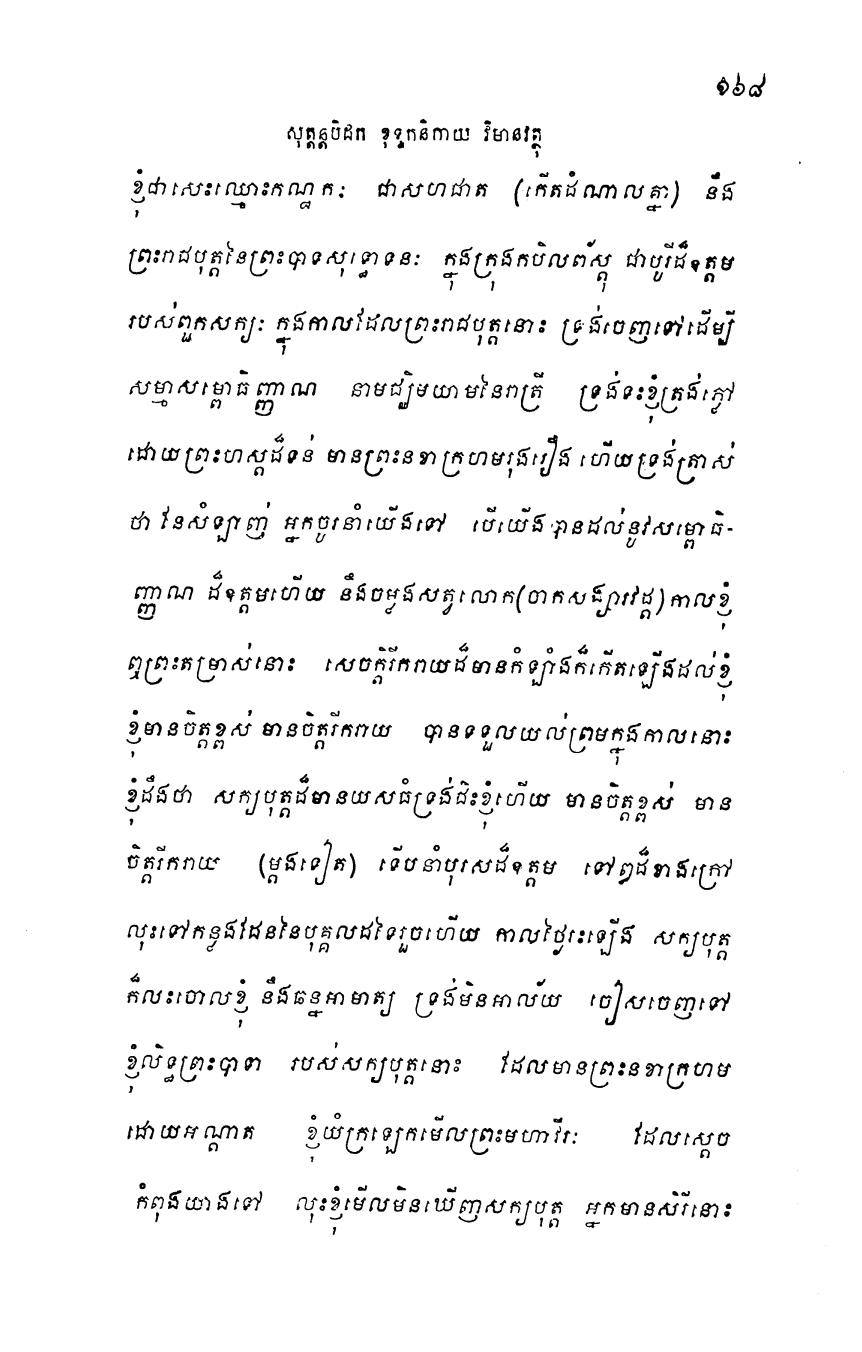 ១៦៨
សុត្តន្តបិដក ខុទ្ទកនិកាយ វិមានវត្ថុ
ខ្ញុំជាសេះឈ្មោះកណ្ឋកៈ ជាសហជាត (កើតដំណាលគ្នា) នឹង
ព្រះរាជបុត្តនៃព្រះបាទសុទ្ធោទនៈ ក្នុងក្រុងកបិលព័ស្តុ ជាបូរីដ៏ឧត្តម
របស់ពួកសក្យៈ ក្នុងកាលដែលព្រះរាជបុត្តនោះ ទ្រង់ចេញទៅដើម្បី
សម្មាសម្ពោធិញ្ញាណ នាមជ្ឈិមយាមនៃរាត្រី ទ្រង់ទះខ្ញុំត្រង់ភ្លៅ
ដោយព្រះហស្តដ៏ទន់ មានព្រះនខាក្រហមរុងរឿង ហើយទ្រង់ត្រាស់
ថា នែសំឡាញ់ អ្នកចូរនាំយើងទៅ បើយើងបានដល់នូវសម្ពោធិ-
ញ្ញាណ ដ៏ឧត្តមហើយ នឹងចម្លងសត្វលោក(ចាកសង្សារវដ្ត) កាលខ្ញុំ
ឮព្រះតម្រាស់នោះ សេចក្តីរីករាយដ៏មានកំឡាំងក៏កើតឡើងដល់ខ្ញុំ
ខ្ញុំមានចិត្តខ្ពស់ មានចិត្តរីករាយ បានទទួលយល់ព្រមក្នុងកាលនោះ
ខ្ញុំដឹងថា សក្យបុត្តដ៏មានយសធំទ្រង់ជិះខ្ញុំហើយ មានចិត្តខ្ពស់ មាន
ចិត្តរីករាយ (ម្តងទៀត) ទើបនាំបុរសដ៏ឧត្តម ទៅឰដ៏ខាងក្រៅ
លុះទៅកន្លងដែននៃបុគ្គលដទៃរួចហើយ កាលថ្ងៃរះឡើង សក្យបុត្ត
ក៏លះចោលខ្ញុំ នឹងឆន្នអាមាត្យ ទ្រង់មិនអាល័យ ចៀសចេញទៅ
ខ្ញុំលិទ្ធព្រះបាទា របស់សក្យបុត្តនោះ ដែលមានព្រះនខាក្រហម
ដោយអណ្តាត ខ្ញុំយំក្រឡេកមើលព្រះមហាវីរៈ ដែលស្តេច
កំពុងយាងទៅ លុះខ្ញុំមើលមិនឃើញសក្យបុត្ត អ្នកមានសិរីនោះ